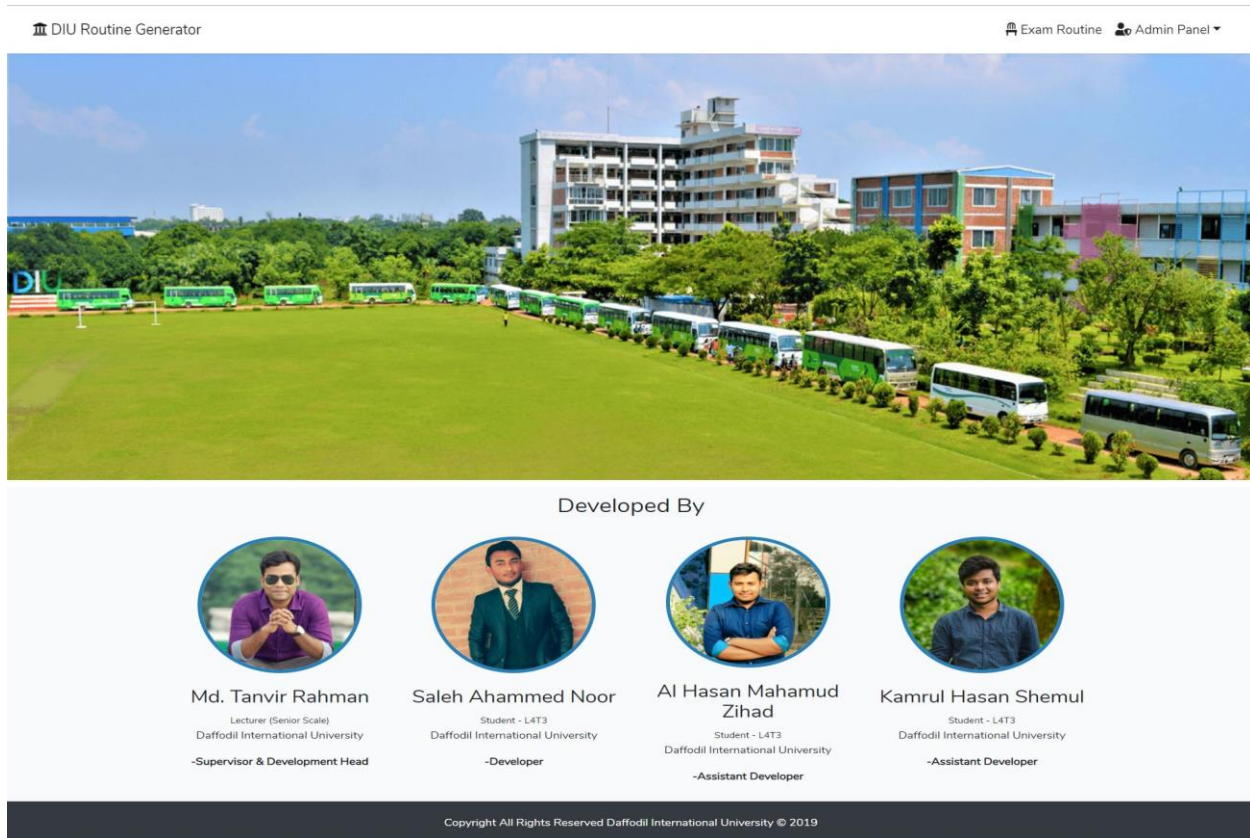 DIU Routine Generator
Exam Routine
Admin Panel
DIU
Developed By
Md. Tanvir Rahman
Lecturer (Senior Scale)
Daffodil International University
-Supervisor & Development Head
Saleh Ahammed Noor
Student - L4T3
Daffodil International University
-Developer
Al Hasan Mahamud
Zihad
Student - L4T3
Daffodil International University
-Assistant Developer
Kamrul Hasan Shemul
Student - L4T3
Daffodil International University
-Assistant Developer
Copyright All Rights Reserved Daffodil International University © 2019